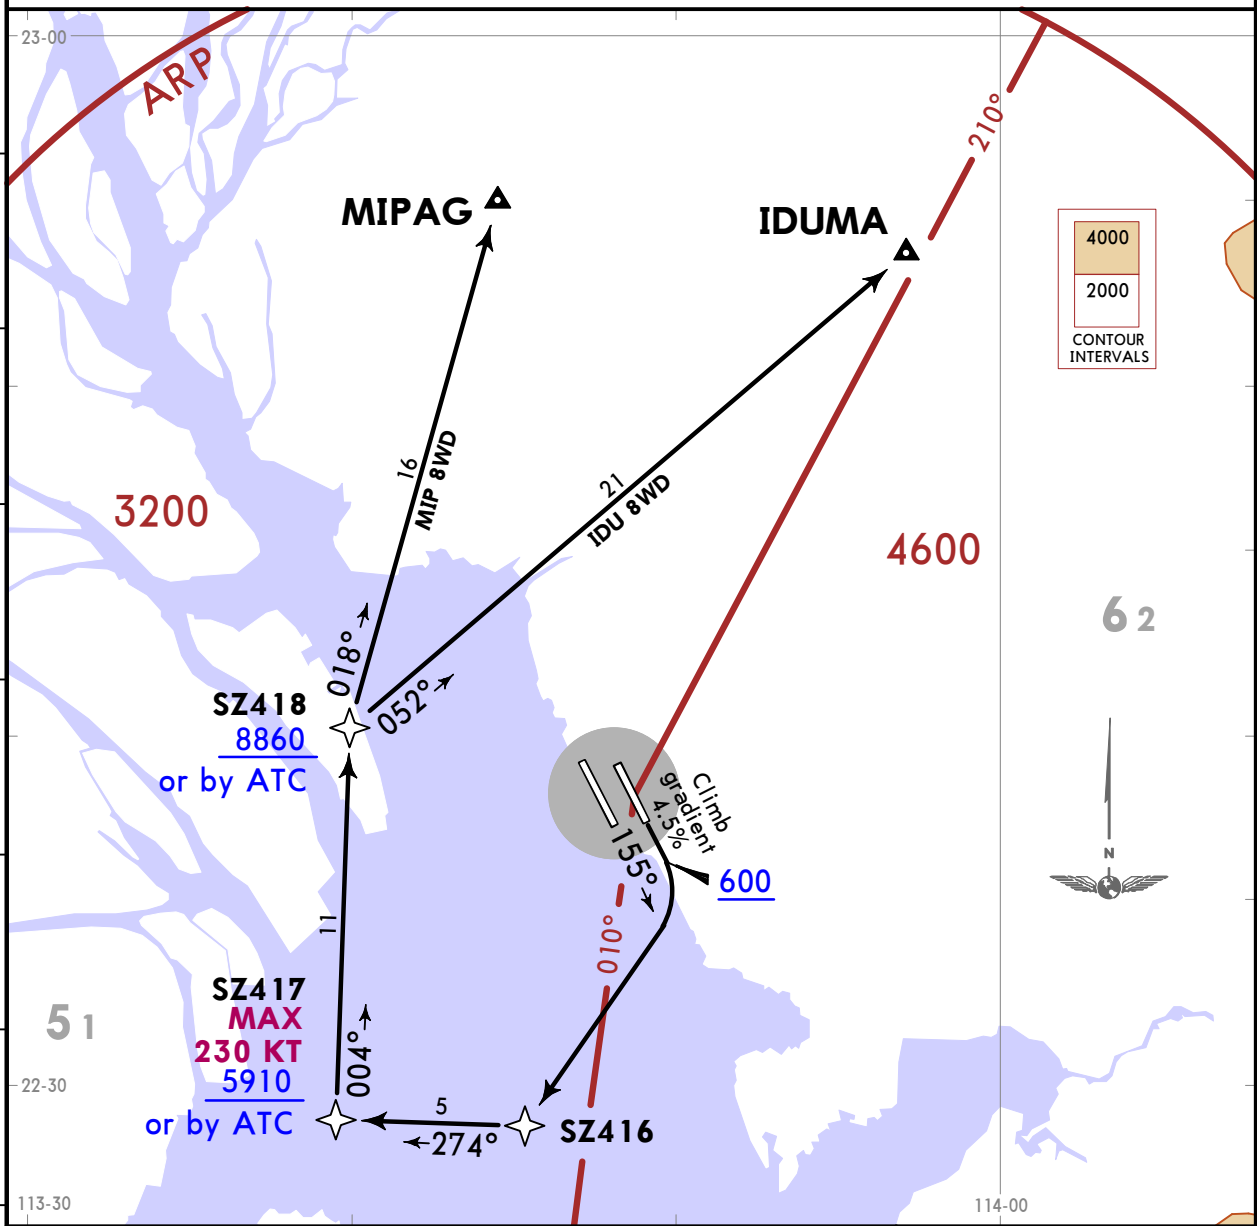 23-00
ARP
210°
MIPAG
IDUMA
4000
2000
CONTOUR
INTERVALS
16
MIP 8WD
21
IDU 8WD
3200
4600
6 2
018°
052°
SZ418
8860
or by ATC
Climb
gradient
4.5%
155°
600
N
010°
11
SZ417
MAX
230 KT
5910
or by ATC
004°
5 1
22-30
5
274°
SZ416
113-30
114-00